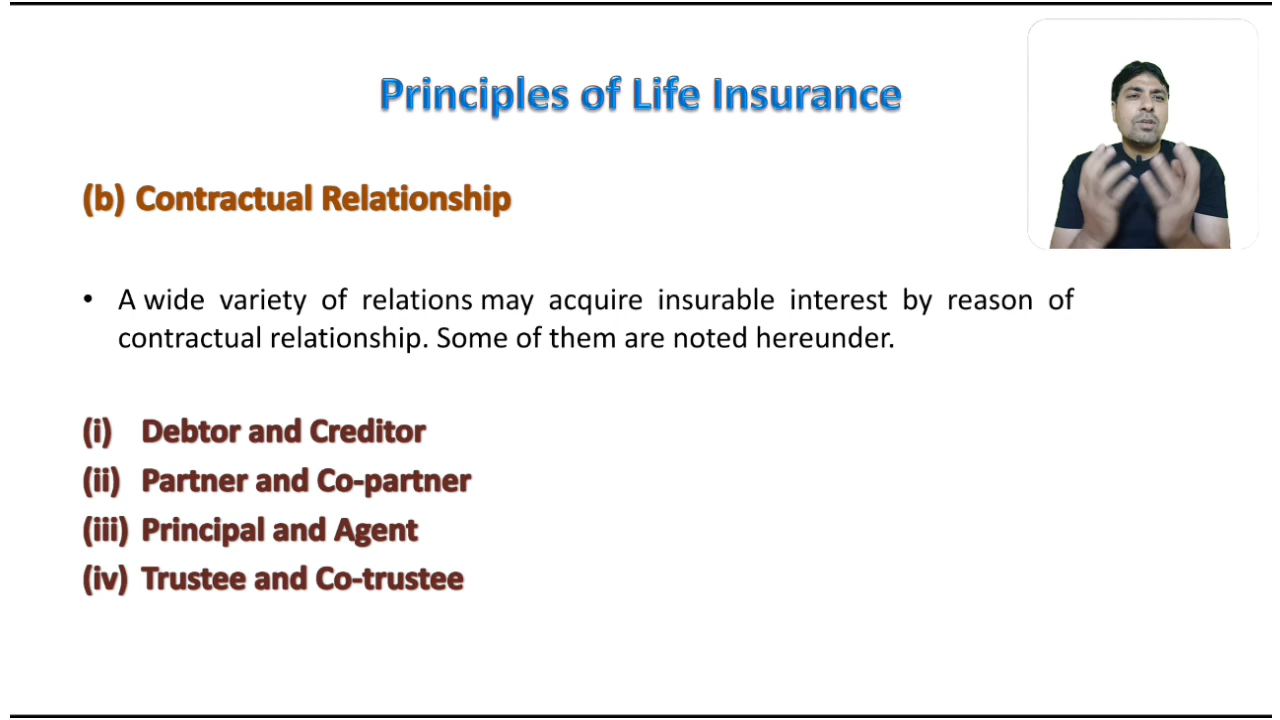 Principles of Life Insurance
(b) Contractual Relationship
• A wide variety of relations may acquire insurable interest by reason of
contractual relationship. Some of them are noted hereunder.
(i) Debtor and Creditor
(ii) Partner and Co-partner
(iii) Principal and Agent
(iv) Trustee and Co-trustee